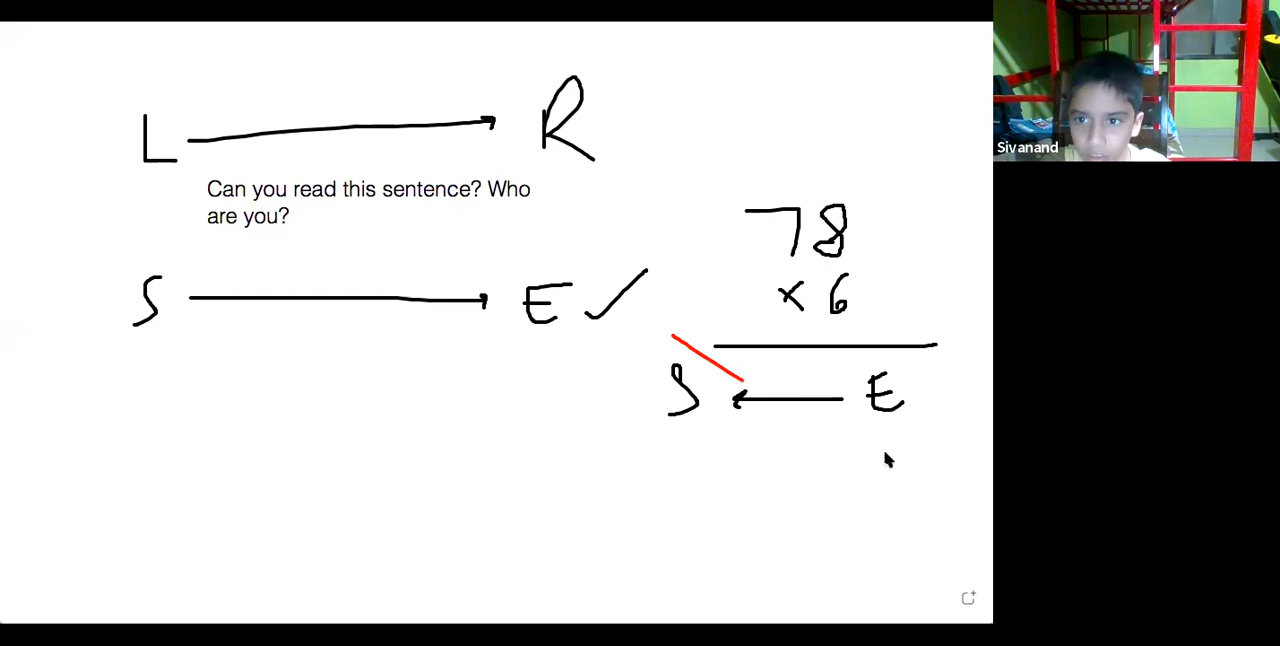 L R
Sivanand
Can you read this sentence? Who
are you?
78
S E
× 6
S E